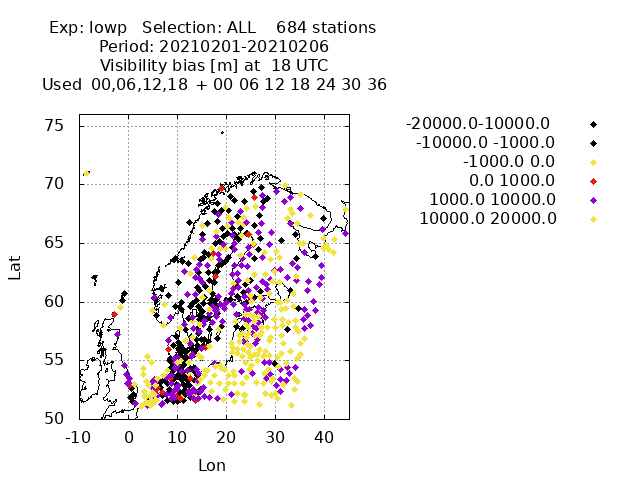 Exp: lowp   Selection: ALL    684 stations
Period: 20210201-20210206
Visibility bias [m] at  18 UTC
Used  00,06,12,18  + 00 06 12 18 24 30 36
-20000.0-10000.0
-10000.0 -1000.0
-1000.0 0.0
0.0 1000.0
1000.0 10000.0
10000.0 20000.0
75
70
65
60
55
50
Lat
-10 0 10 20 30 40
Lon